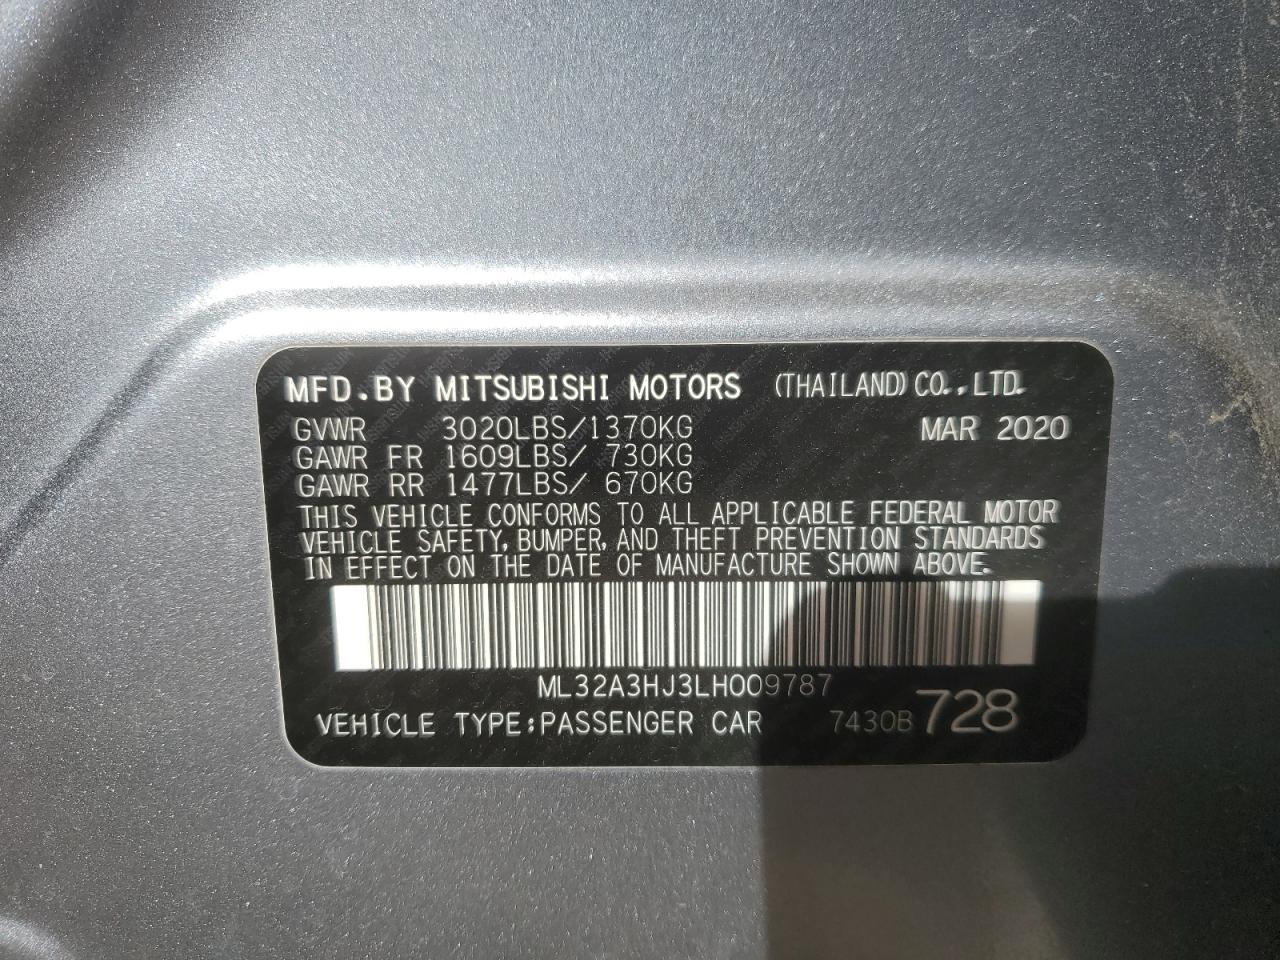 MFD.BY MITSUBISHI MOTORS (THAILAND) CO., LTD.
GVWR 3020LBS/1370KG MAR 2020
GAWR FR 1609LBS/ 730KG
GAWR RR 1477LBS/ 670KG
THIS VEHICLE CONFORMS TO ALL APPLICABLE FEDERAL MOTOR
VEHICLE SAFETY, BUMPER, AND THEFT PREVENTION STANDARDS
IN EFFECT ON THE DATE OF MANUFACTURE SHOWN ABOVE.
ML32A3HJ3LH009787
VEHICLE TYPE:PASSENGER CAR 7430B 728